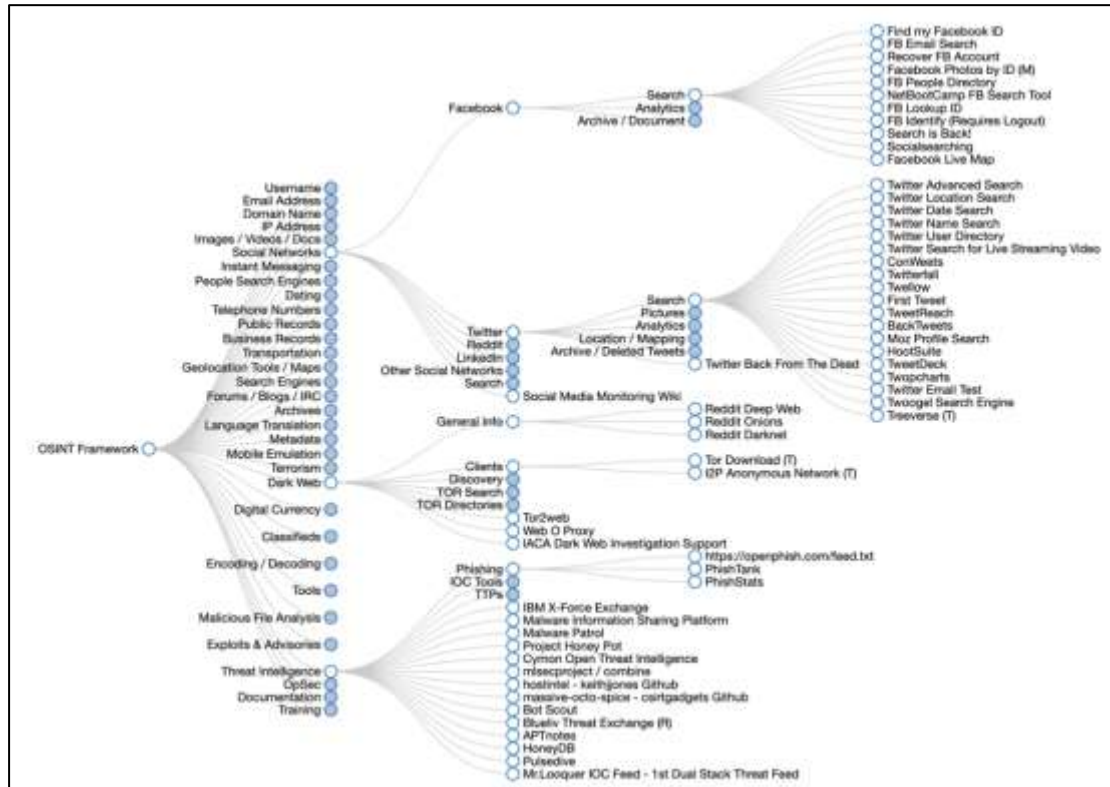 OSINT Framework
Username
Email Address
Domain Name
IP Address
Images / Videos / Docs
Social Networks
Instant Messaging
People Search Engines
Dating
Telephone Numbers
Public Records
Business Records
Transportation
Geolocation Tools / Maps
Search Engines
Forums / Blogs / IRC
Archives
Language Translation
Metadata
Mobile Emulation
Terrorism
Dark Web
Digital Currency
Classifieds
Encoding / Decoding
Tools
Malicious File Analysis
Exploits & Advisories
Threat Intelligence
OpSec
Documentation
Training
Facebook
Twitter
Reddit
LinkedIn
Other Social Networks
Search
Social Media Monitoring Wiki
General Info
Clients
Discovery
TOR Search
TOR Directories
Tor2web
Web O Proxy
IACA Dark Web Investigation Support
Phishing
IOC Tools
TTPs
IBM X-Force Exchange
Malware Information Sharing Platform
Malware Patrol
Project Honey Pot
Cymon Open Threat Intelligence
mlsecproject / combine
hostintel - keithjjones Github
massive-octo-spice - csirtgadgets Github
Bot Scout
Blueliv Threat Exchange (R)
APTnotes
HoneyDB
Pulsedive
Mr.Looquer IOC Feed - 1st Dual Stack Threat Feed
Search
Analytics
Archive / Document
Search
Pictures
Analytics
Location / Mapping
Archive / Deleted Tweets
Twitter Back From The Dead
Reddit Deep Web
Reddit Onions
Reddit Darknet
Tor Download (T)
I2P Anonymous Network (T)
https://openphish.com/feed.txt
PhishTank
PhishStats
Find my Facebook ID
FB Email Search
Recover FB Account
Facebook Photos by ID (M)
FB People Directory
NetBootCamp FB Search Tool
FB Lookup ID
FB Identify (Requires Logout)
Search is Back!
Socialsearching
Facebook Live Map
Twitter Advanced Search
Twitter Location Search
Twitter Date Search
Twitter Name Search
Twitter User Directory
Twitter Search for Live Streaming Video
ComWeets
Twitterfall
Twellow
First Tweet
TweetReach
BackTweets
Moz Profile Search
HootSuite
TweetDeck
Twopcharts
Twitter Email Test
Twoogel Search Engine
Treeverse (T)